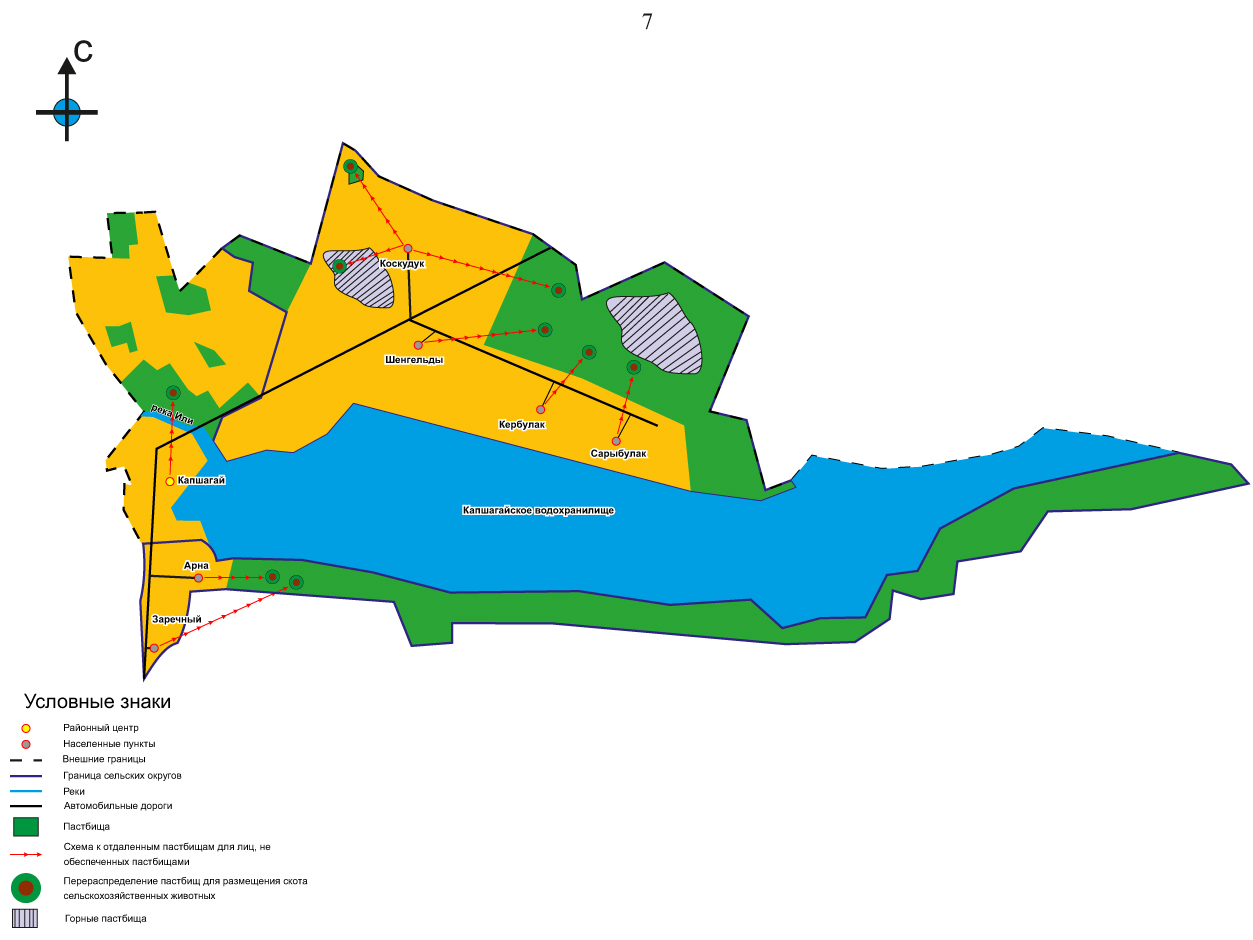 7
С
Коскудук
Шенгельды
река Или
Кербулак
Сарыбулак
Капшагай
Капшагайское водохранилище
Арна
Заречный
Условные знаки
Районный центр
Населенные пункты
Внешние границы
Граница сельских округов
Реки
Автомобильные дороги
Пастбища
Схема к отдаленным пастбищам для лиц, не
обеспеченных пастбищами
Перераспределение пастбищ для размещения скота
сельскохозяйственных животных
Горные пастбища